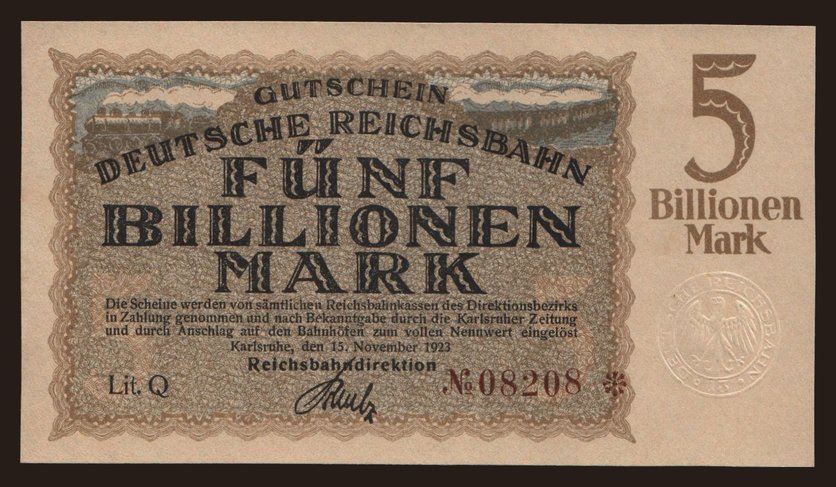 GUTSCHEIN
DEUTSCHE REICHSBAHN
FÜNF
BILLIONEN
MARK
Die Scheine werden von sämtlichen Reichsbahnkassen des Direktionsbezirks
in Zahlung genommen und nach Bekanntgabe durch die Karlsruher Zeitung
und durch Anschlag auf den Bahnhöfen zum vollen Nennwert eingelöst
Karlsruhe, den 15. November 1923
Reichsbahndirektion
Lit. Q
№ 08208 *
5
Billionen
Mark